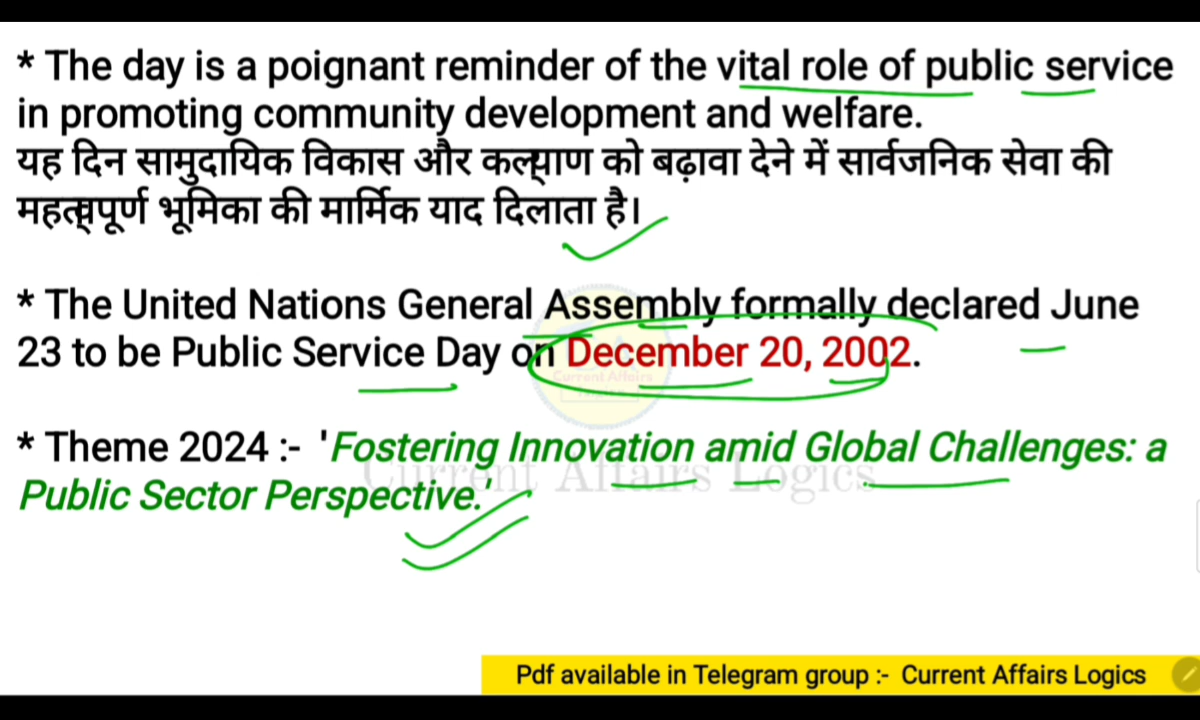 * The day is a poignant reminder of the vital role of public service
in promoting community development and welfare.
यह दिन सामुदायिक विकास और कल्याण को बढ़ावा देने में सार्वजनिक सेवा की
महत्वपूर्ण भूमिका की मार्मिक याद दिलाता है।
* The United Nations General Assembly formally declared June
23 to be Public Service Day on December 20, 2002.
Current Affairs
* Theme 2024 :- 'Fostering Innovation amid Global Challenges: a
Current Affairs Logics
Public Sector Perspective.'
Pdf available in Telegram group :- Current Affairs Logics